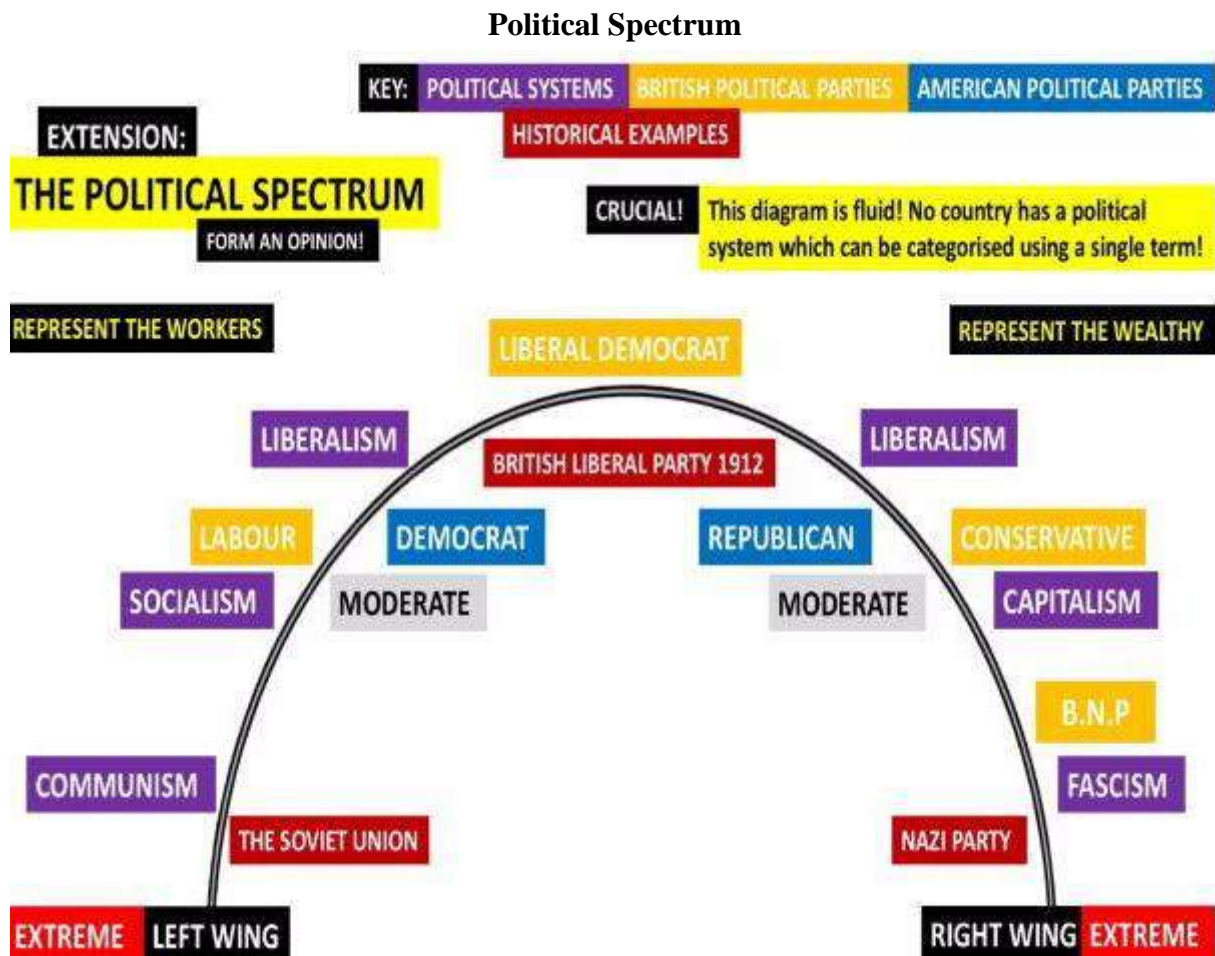 Political Spectrum
KEY: POLITICAL SYSTEMS BRITISH POLITICAL PARTIES AMERICAN POLITICAL PARTIES
HISTORICAL EXAMPLES
EXTENSION:
THE POLITICAL SPECTRUM
FORM AN OPINION!
CRUCIAL! This diagram is fluid! No country has a political
system which can be categorised using a single term!
REPRESENT THE WORKERS
REPRESENT THE WEALTHY
LIBERAL DEMOCRAT
LIBERALISM
LIBERALISM
BRITISH LIBERAL PARTY 1912
LABOUR
DEMOCRAT
REPUBLICAN
CONSERVATIVE
SOCIALISM
MODERATE
MODERATE
CAPITALISM
B.N.P
COMMUNISM
FASCISM
THE SOVIET UNION
NAZI PARTY
EXTREME LEFT WING
RIGHT WING EXTREME